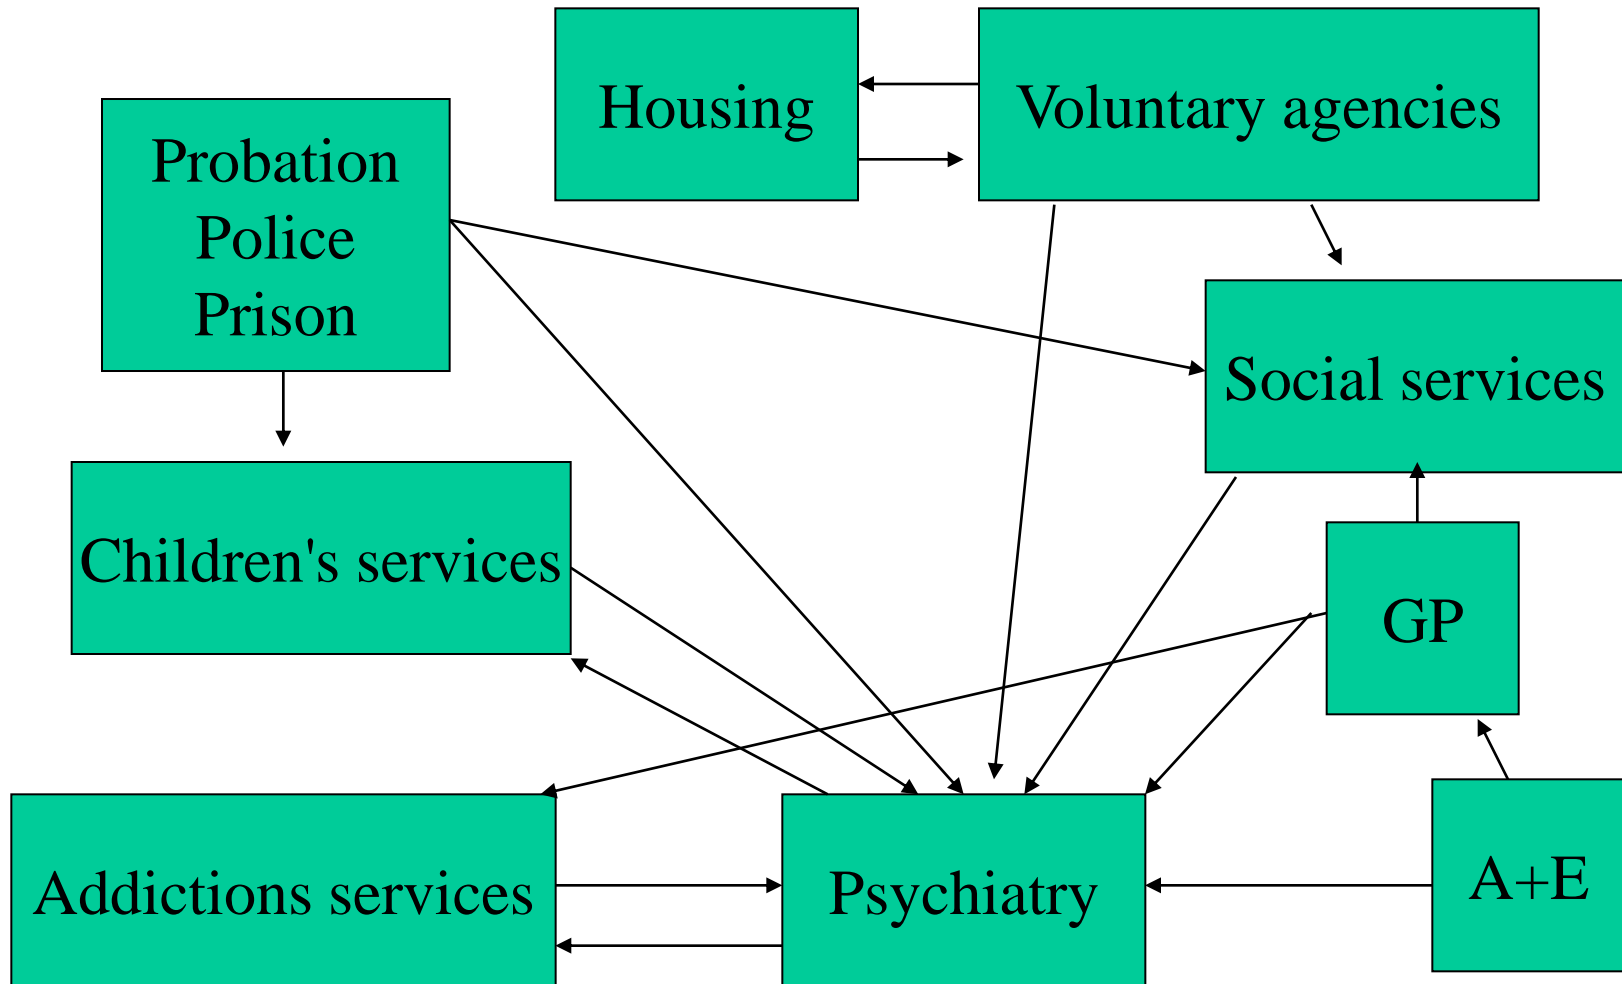 Housing
Voluntary agencies
Probation
Police
Prison
Social services
Children's services
GP
Addictions services
Psychiatry
A+E